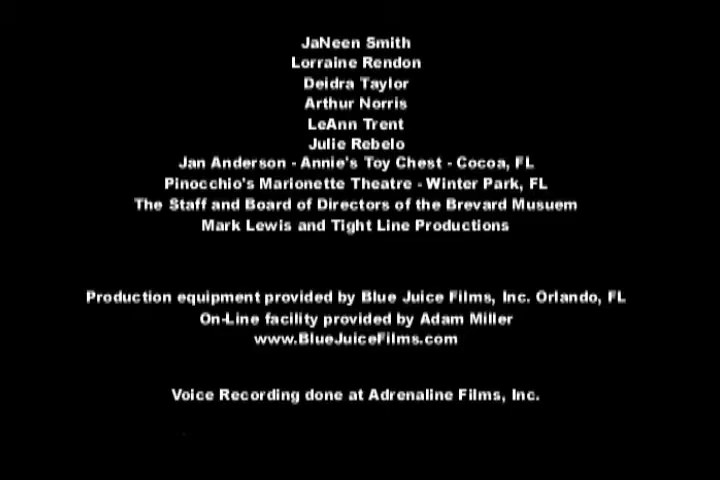 JaNeen Smith
Lorraine Rendon
Deidra Taylor
Arthur Norris
LeAnn Trent
Julie Rebelo
Jan Anderson - Annie's Toy Chest - Cocoa, FL
Pinocchio's Marionette Theatre - Winter Park, FL
The Staff and Board of Directors of the Brevard Musuem
Mark Lewis and Tight Line Productions
Production equipment provided by Blue Juice Films, Inc. Orlando, FL
On-Line facility provided by Adam Miller
www.BlueJuiceFilms.com
Voice Recording done at Adrenaline Films, Inc.